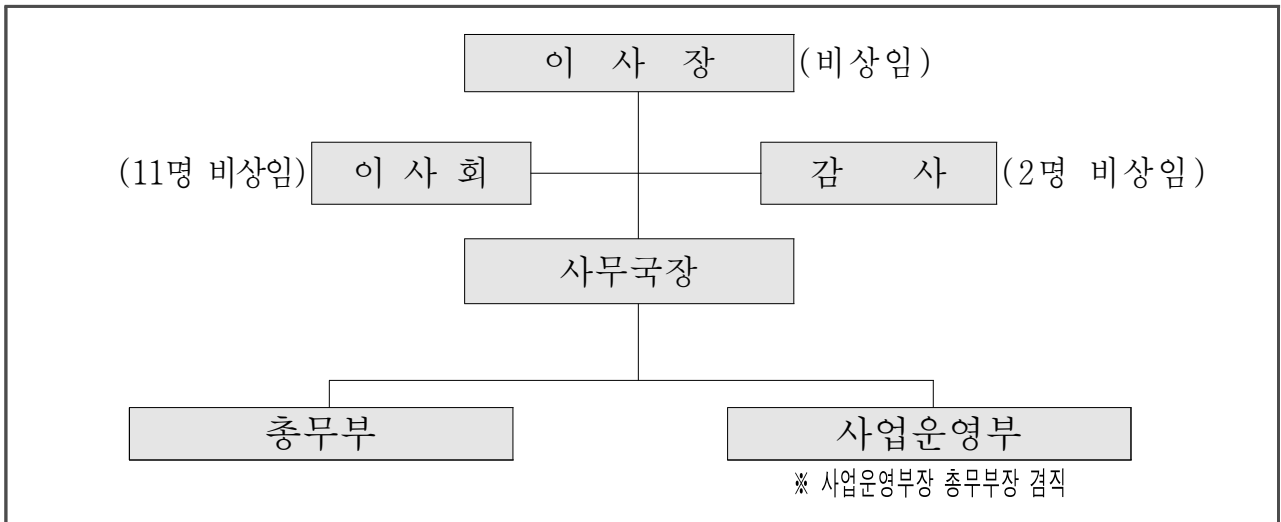 이 사 장 (비상임)
(11명 비상임) 이 사 회 감 사 (2명 비상임)
사무국장
총무부 사업운영부
※ 사업운영부장 총무부장 겸직